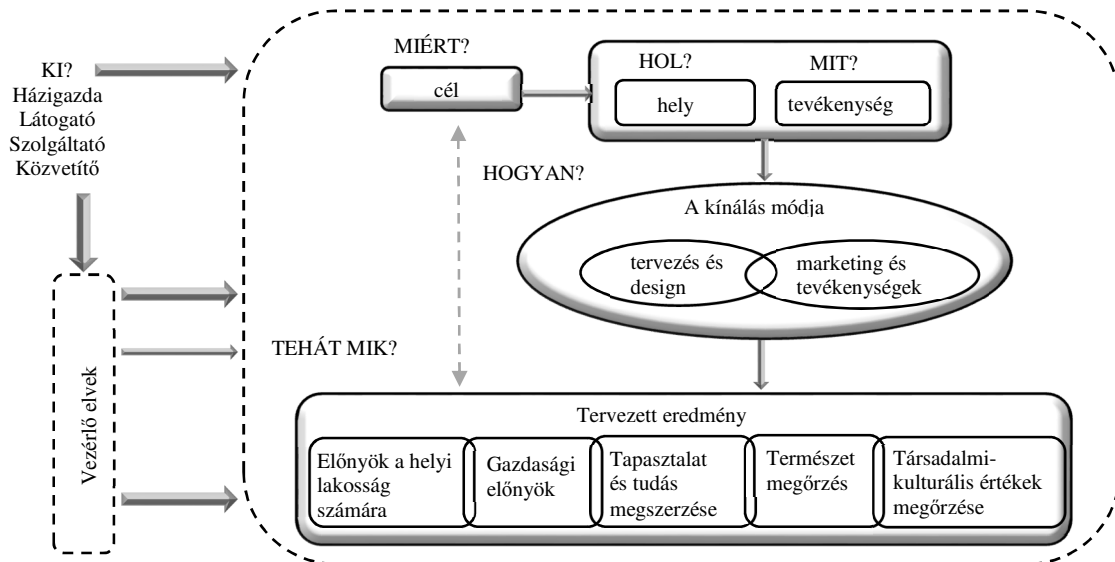 KI?
Házigazda
Látogató
Szolgáltató
Közvetítő
Vezérlő elvek
MIÉRT?
cél
HOL?
hely
MIT?
tevékenység
HOGYAN?
A kínálás módja
tervezés és
design
marketing és
tevékenységek
TEHÁT MIK?
Tervezett eredmény
Előnyök a helyi
lakosság
számára
Gazdasági
előnyök
Tapasztalat
és tudás
megszerzése
Természet
megőrzés
Társadalmi-
kulturális értékek
megőrzése